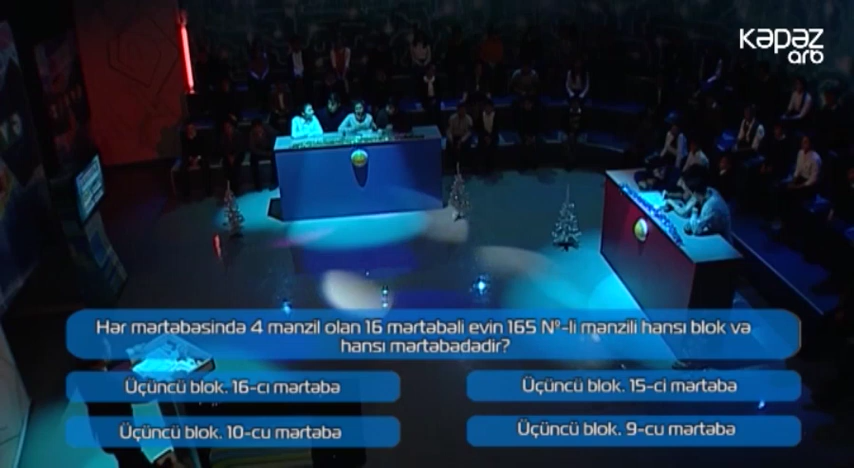 kəpəz
arb
Hər mərtəbəsində 4 mənzil olan 16 mərtəbəli evin 165 №-li mənzili hansı blok və
hansı mərtəbədədir?
Üçüncü blok. 16-cı mərtəbə
Üçüncü blok. 15-ci mərtəbə
Üçüncü blok. 10-cu mərtəbə
Üçüncü blok. 9-cu mərtəbə